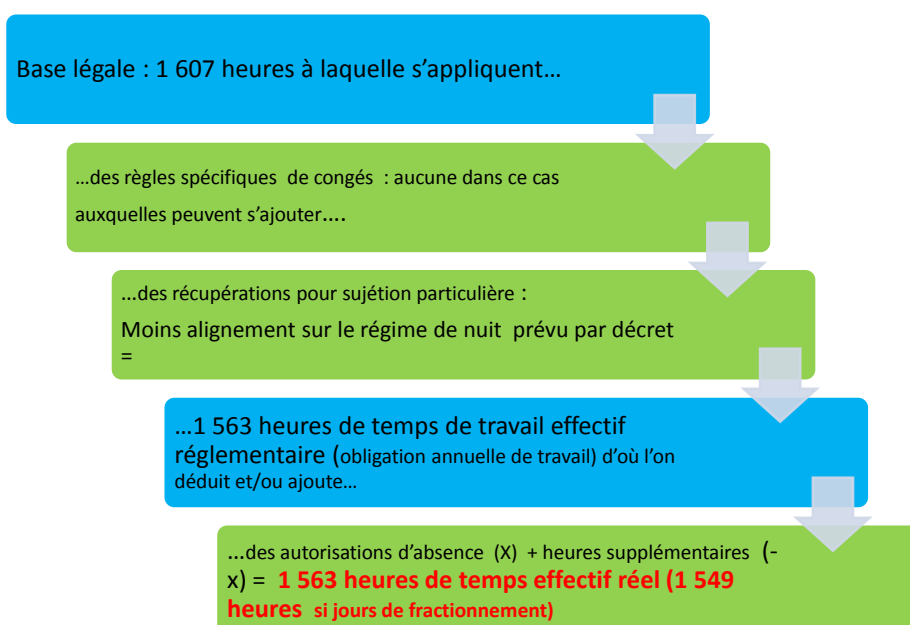 Base légale : 1 607 heures à laquelle s’appliquent…
…des règles spécifiques de congés : aucune dans ce cas
auxquelles peuvent s’ajouter….
…des récupérations pour sujétion particulière :
Moins alignement sur le régime de nuit prévu par décret
=
…1 563 heures de temps de travail effectif
réglementaire (obligation annuelle de travail) d’où l’on
déduit et/ou ajoute…
…des autorisations d’absence (X) + heures supplémentaires (-
x) = 1 563 heures de temps effectif réel (1 549
heures si jours de fractionnement)